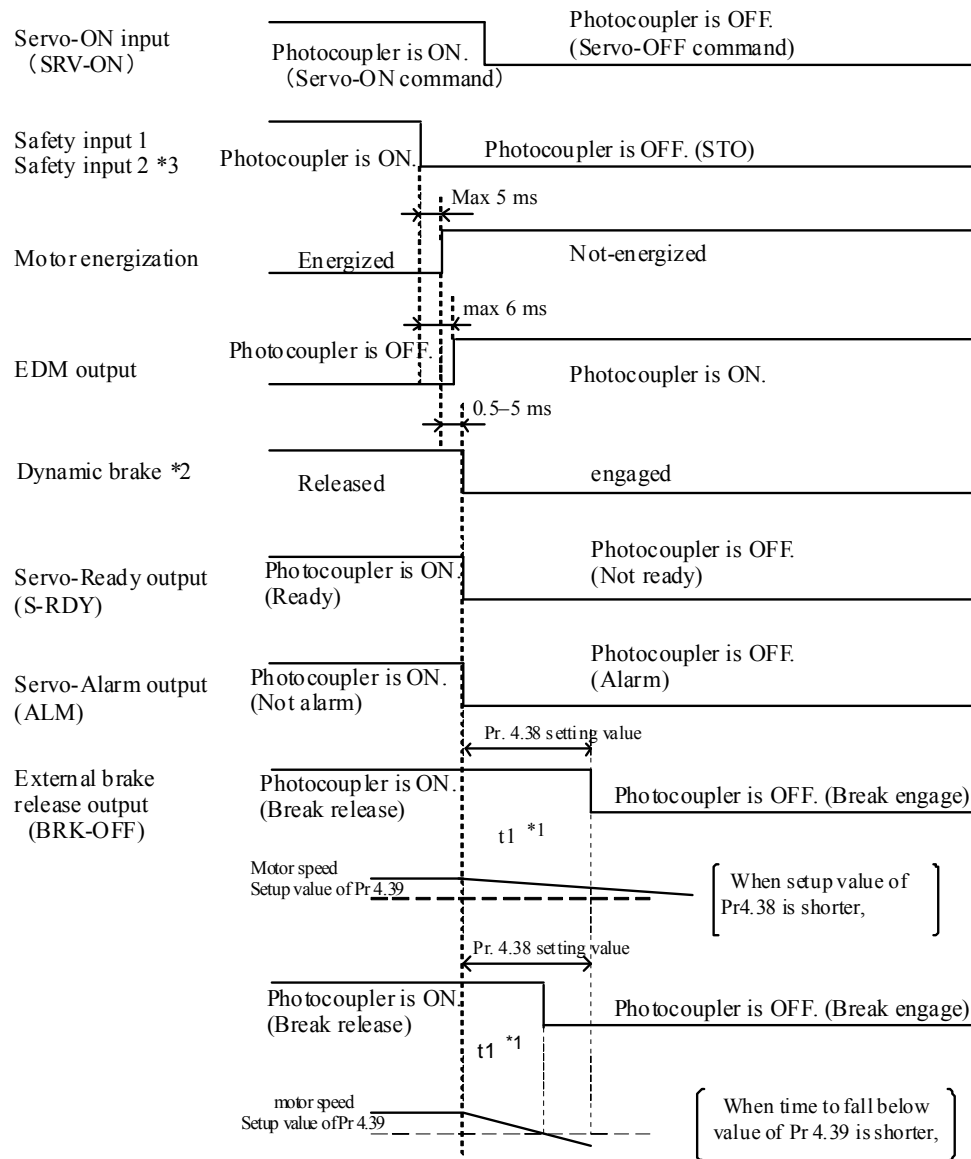 Servo-ON input
（SRV-ON）
Photocoupler is ON.
（Servo-ON command）
Photocoupler is OFF.
(Servo-OFF command)
Safety input 1
Safety input 2 *3
Photocoupler is ON.
Photocoupler is OFF. (STO)
Max 5 ms
Motor energization
Energized
Not-energized
max 6 ms
EDM output
Photocoupler is OFF.
Photocoupler is ON.
0.5–5 ms
Dynamic brake *2
Released
engaged
Servo-Ready output
(S-RDY)
Photocoupler is ON.
(Ready)
Photocoupler is OFF.
(Not ready)
Servo-Alarm output
(ALM)
Photocoupler is ON.
(Not alarm)
Photocoupler is OFF.
(Alarm)
Pr. 4.38 setting value
External brake
release output
(BRK-OFF)
Photocoupler is ON.
(Break release)
Photocoupler is OFF. (Break engage)
t1 *1
Motor speed
Setup value of Pr 4.39
When setup value of
Pr4.38 is shorter,
Pr. 4.38 setting value
Photocoupler is ON.
(Break release)
Photocoupler is OFF. (Break engage)
t1 *1
motor speed
Setup value of Pr 4.39
When time to fall below
value of Pr 4.39 is shorter,